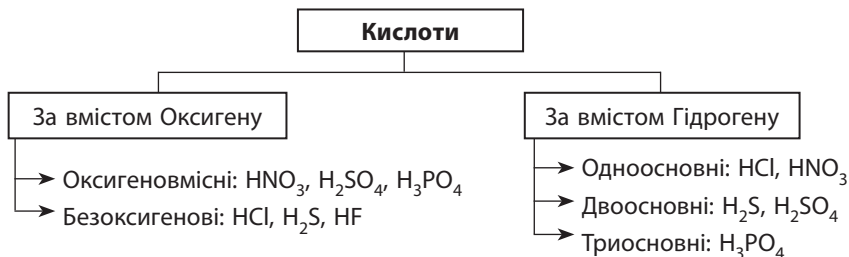 Кислоти
За вмістом Оксигену
Оксигеновмісні: HNO₃, H₂SO₄, H₃PO₄
Безоксигенові: HCl, H₂S, HF
За вмістом Гідрогену
Одноосновні: HCl, HNO₃
Двоосновні: H₂S, H₂SO₄
Триосновні: H₃PO₄